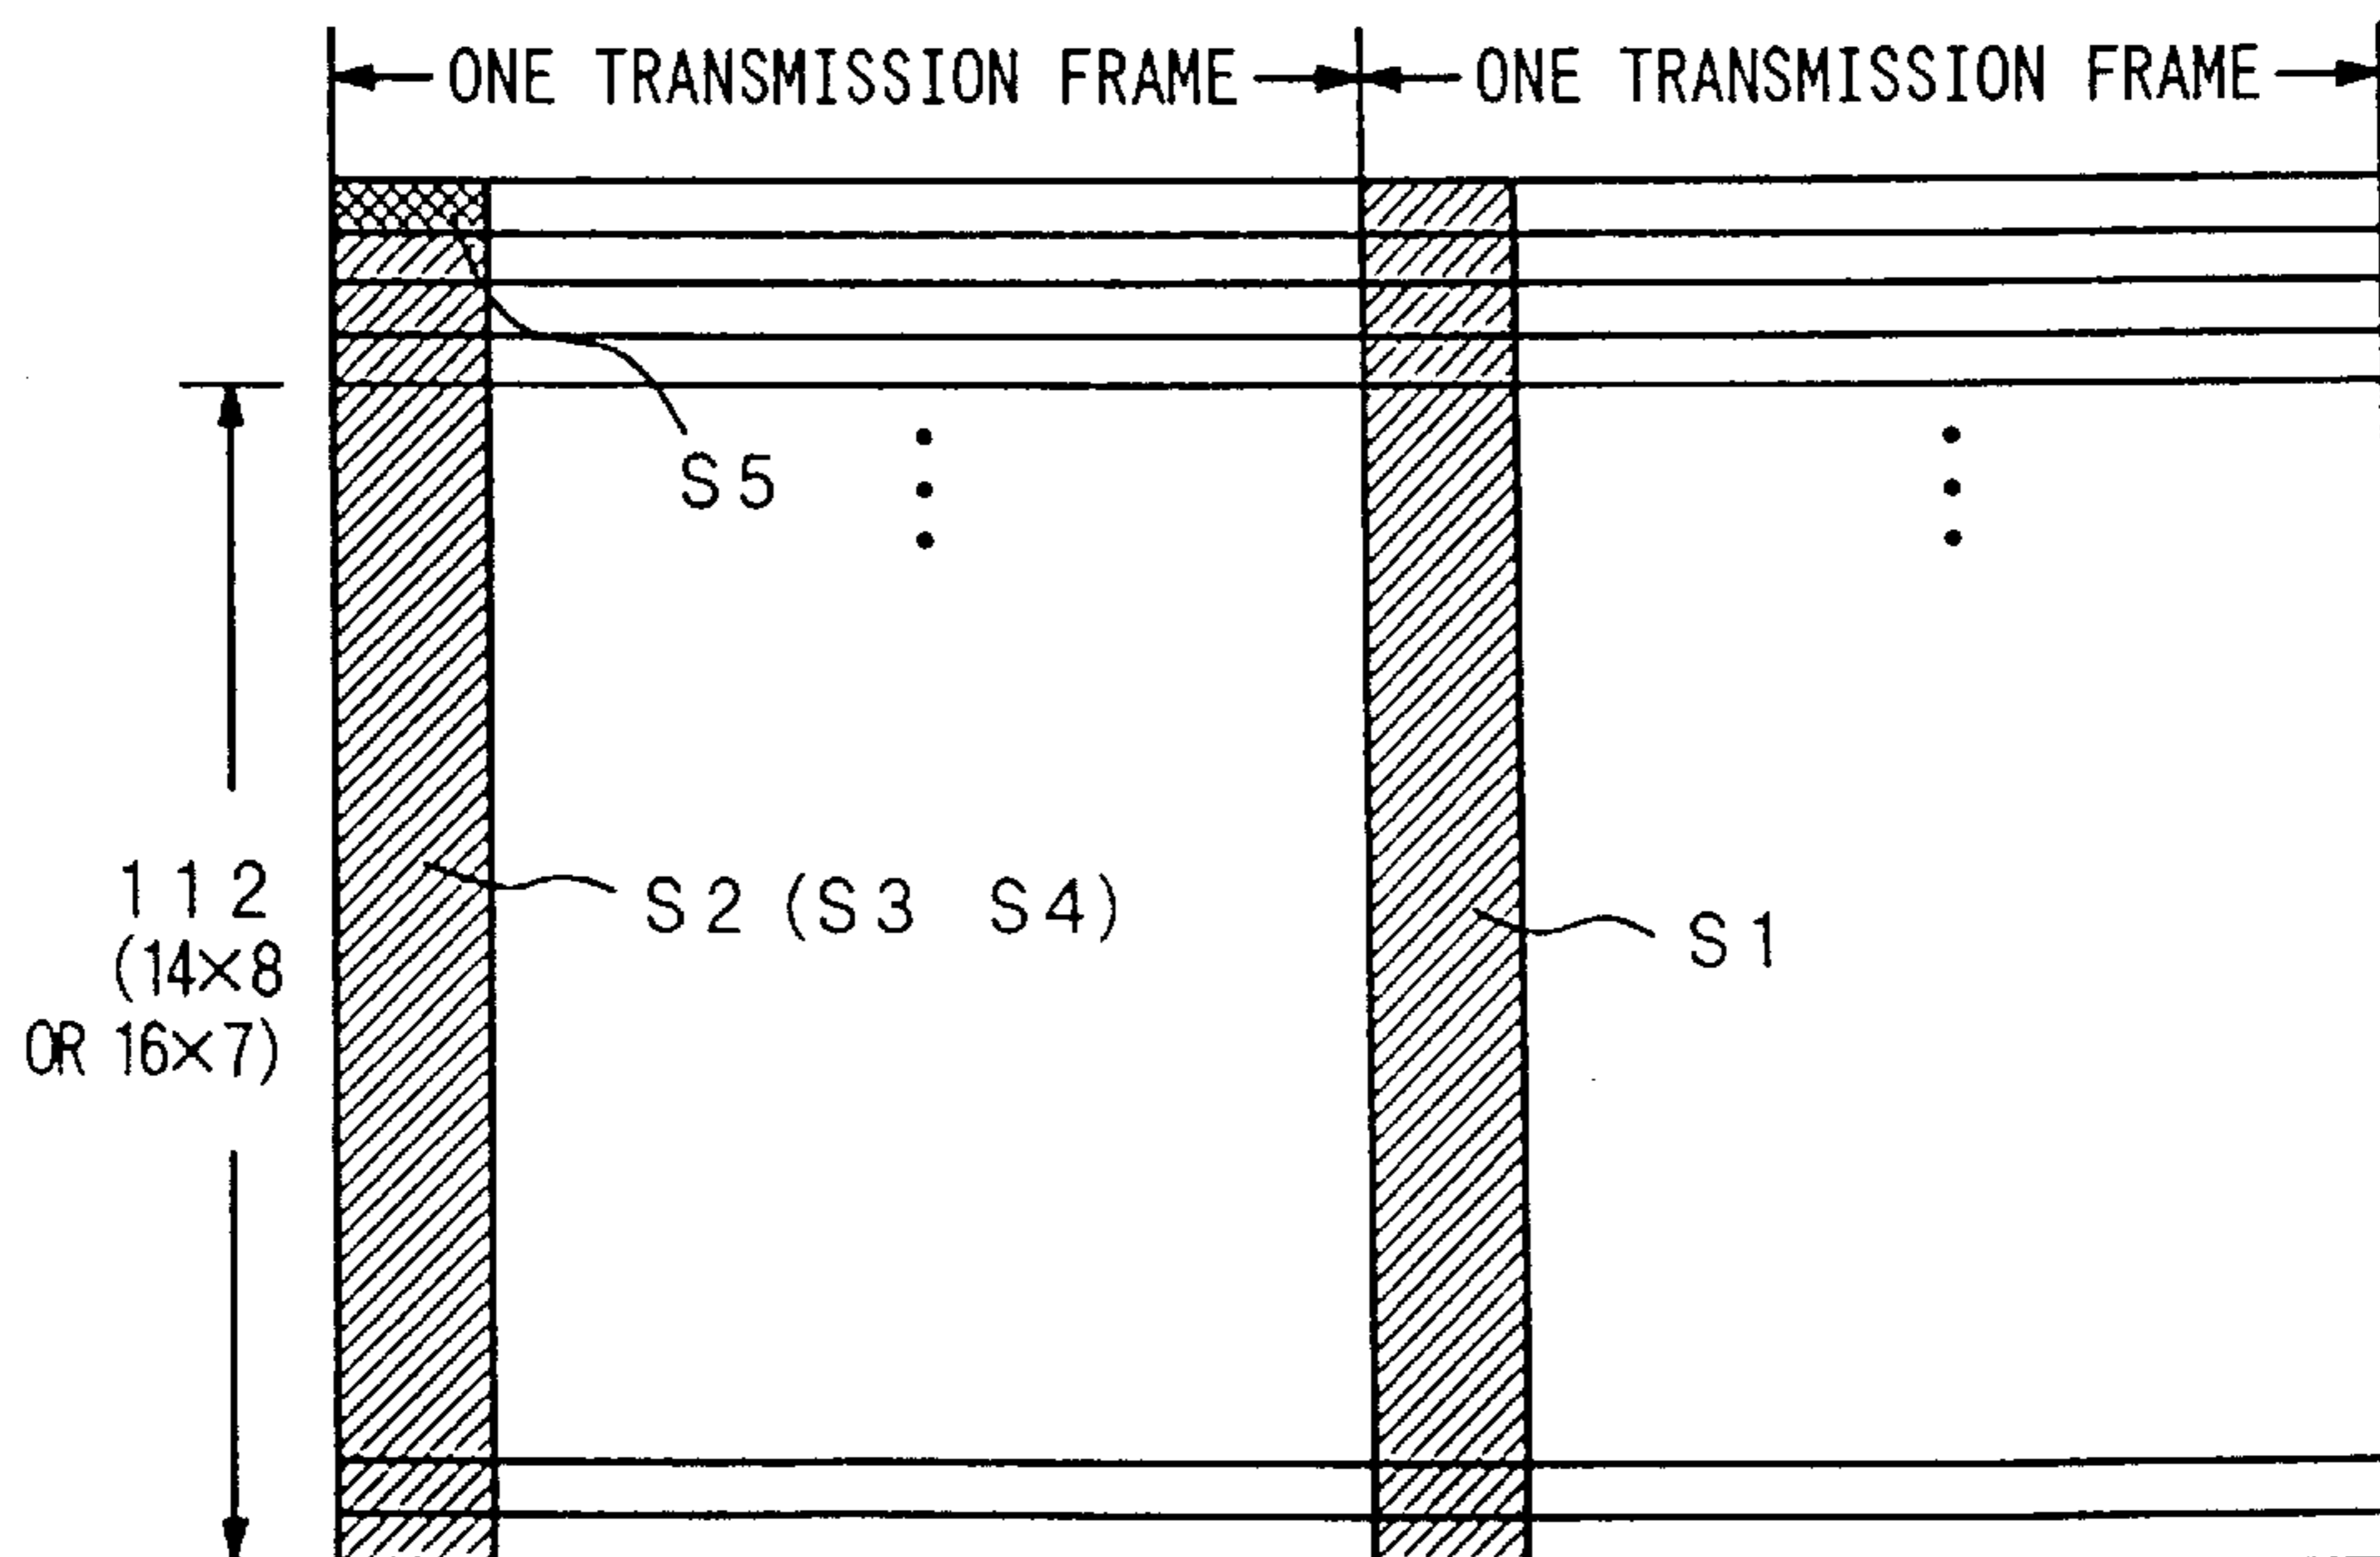 ONE TRANSMISSION FRAME ONE TRANSMISSION FRAME
S5
112
(14×8
OR 16×7)
S2 (S3 S4)
S1